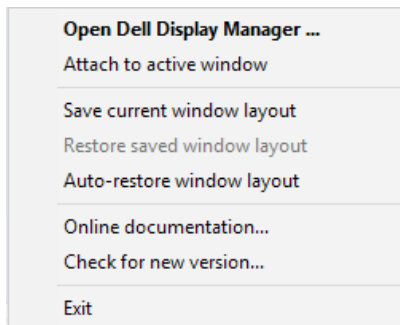 Open Dell Display Manager ...
Attach to active window
Save current window layout
Restore saved window layout
Auto-restore window layout
Online documentation...
Check for new version...
Exit